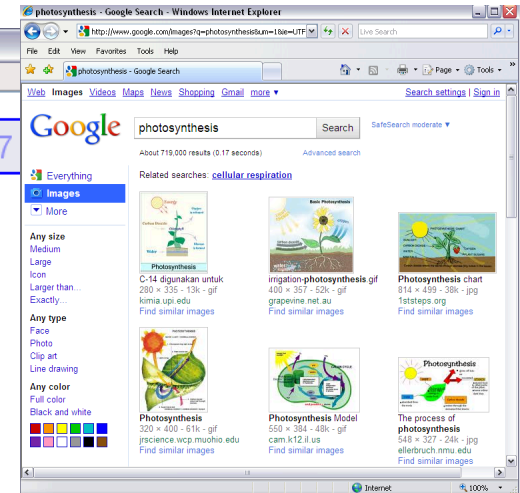 photosynthesis - Google Search - Windows Internet Explorer
http://www.google.com/images?q=photosynthesis&um=1&ie=UTF
Live Search
File Edit View Favorites Tools Help
photosynthesis - Google Search
Page Tools
Web Images Videos Maps News Shopping Gmail more ▼
Search settings | Sign in
7
Google
photosynthesis
Search
SafeSearch moderate ▼
About 719,000 results (0.17 seconds)
Advanced search
Everything
Images
More
Any size
Medium
Large
Icon
Larger than...
Exactly...
Any type
Face
Photo
Clip art
Line drawing
Any color
Full color
Black and white
Related searches: cellular respiration
Photosynthesis
C-14 digunakan untuk
280 × 335 - 13k - gif
kimia.upi.edu
Find similar images
Basic Photosynthesis
irrigation-photosynthesis.gif
400 × 357 - 52k - gif
grapevine.net.au
Find similar images
Photosynthesis chart
814 × 499 - 38k - jpg
1ststeps.org
Find similar images
Photosynthesis
320 × 400 - 61k - gif
jrscience.wcp.muohio.edu
Find similar images
Photosynthesis Model
550 × 384 - 48k - gif
cam.k12.il.us
Find similar images
Photosynthesis
The process of
photosynthesis
548 × 327 - 24k - jpg
ellerbruch.nmu.edu
Find similar images
Internet
100%